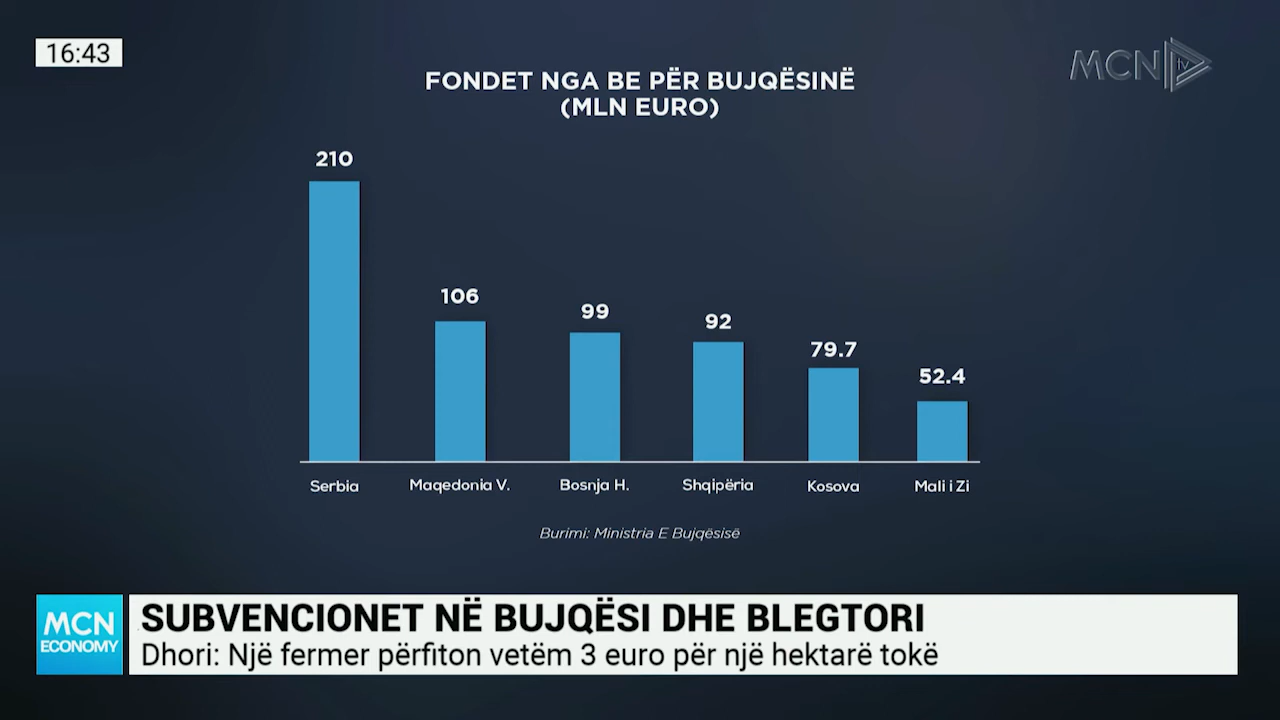 16:43
MCN tv
FONDET NGA BE PËR BUJQËSINË
(MLN EURO)
210
106
99
92
79.7
52.4
Serbia
Maqedonia V.
Bosnja H.
Shqipëria
Kosova
Mali i Zi
Burimi: Ministria E Bujqësisë
MCN
ECONOMY
SUBVENCIONET NË BUJQËSI DHE BLEGTORI
Dhori: Një fermer përfiton vetëm 3 euro për një hektarë tokë